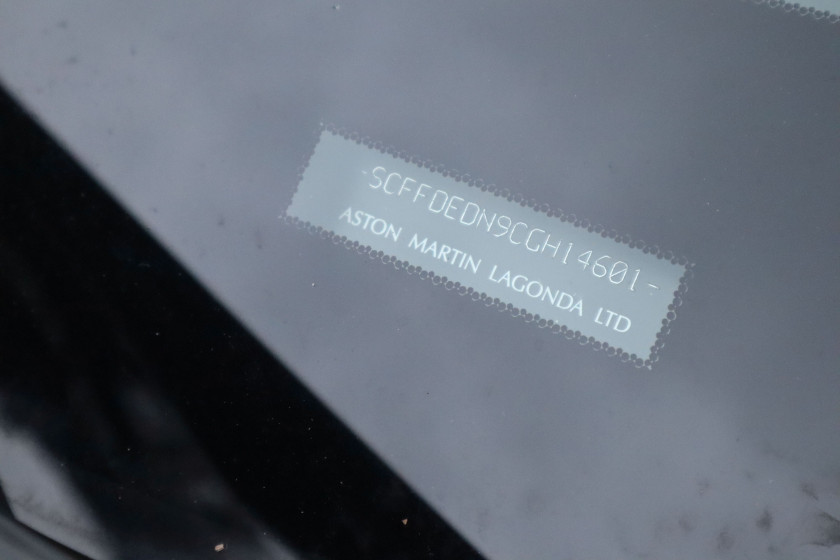 -SCFFDEDN9CGH14601-
ASTON MARTIN LAGONDA LTD